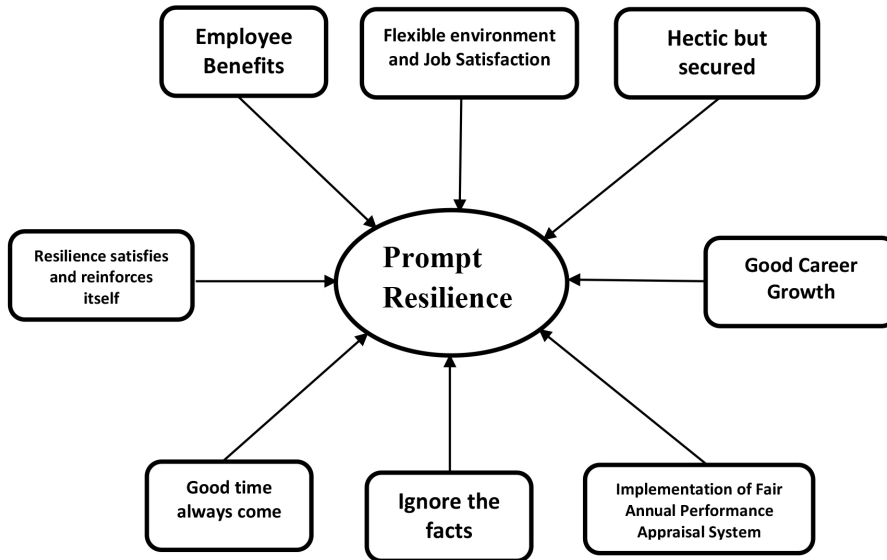 Employee
Benefits
Flexible environment
and Job Satisfaction
Hectic but
secured
Resilience satisfies
and reinforces
itself
Prompt
Resilience
Good Career
Growth
Good time
always come
Ignore the
facts
Implementation of Fair
Annual Performance
Appraisal System